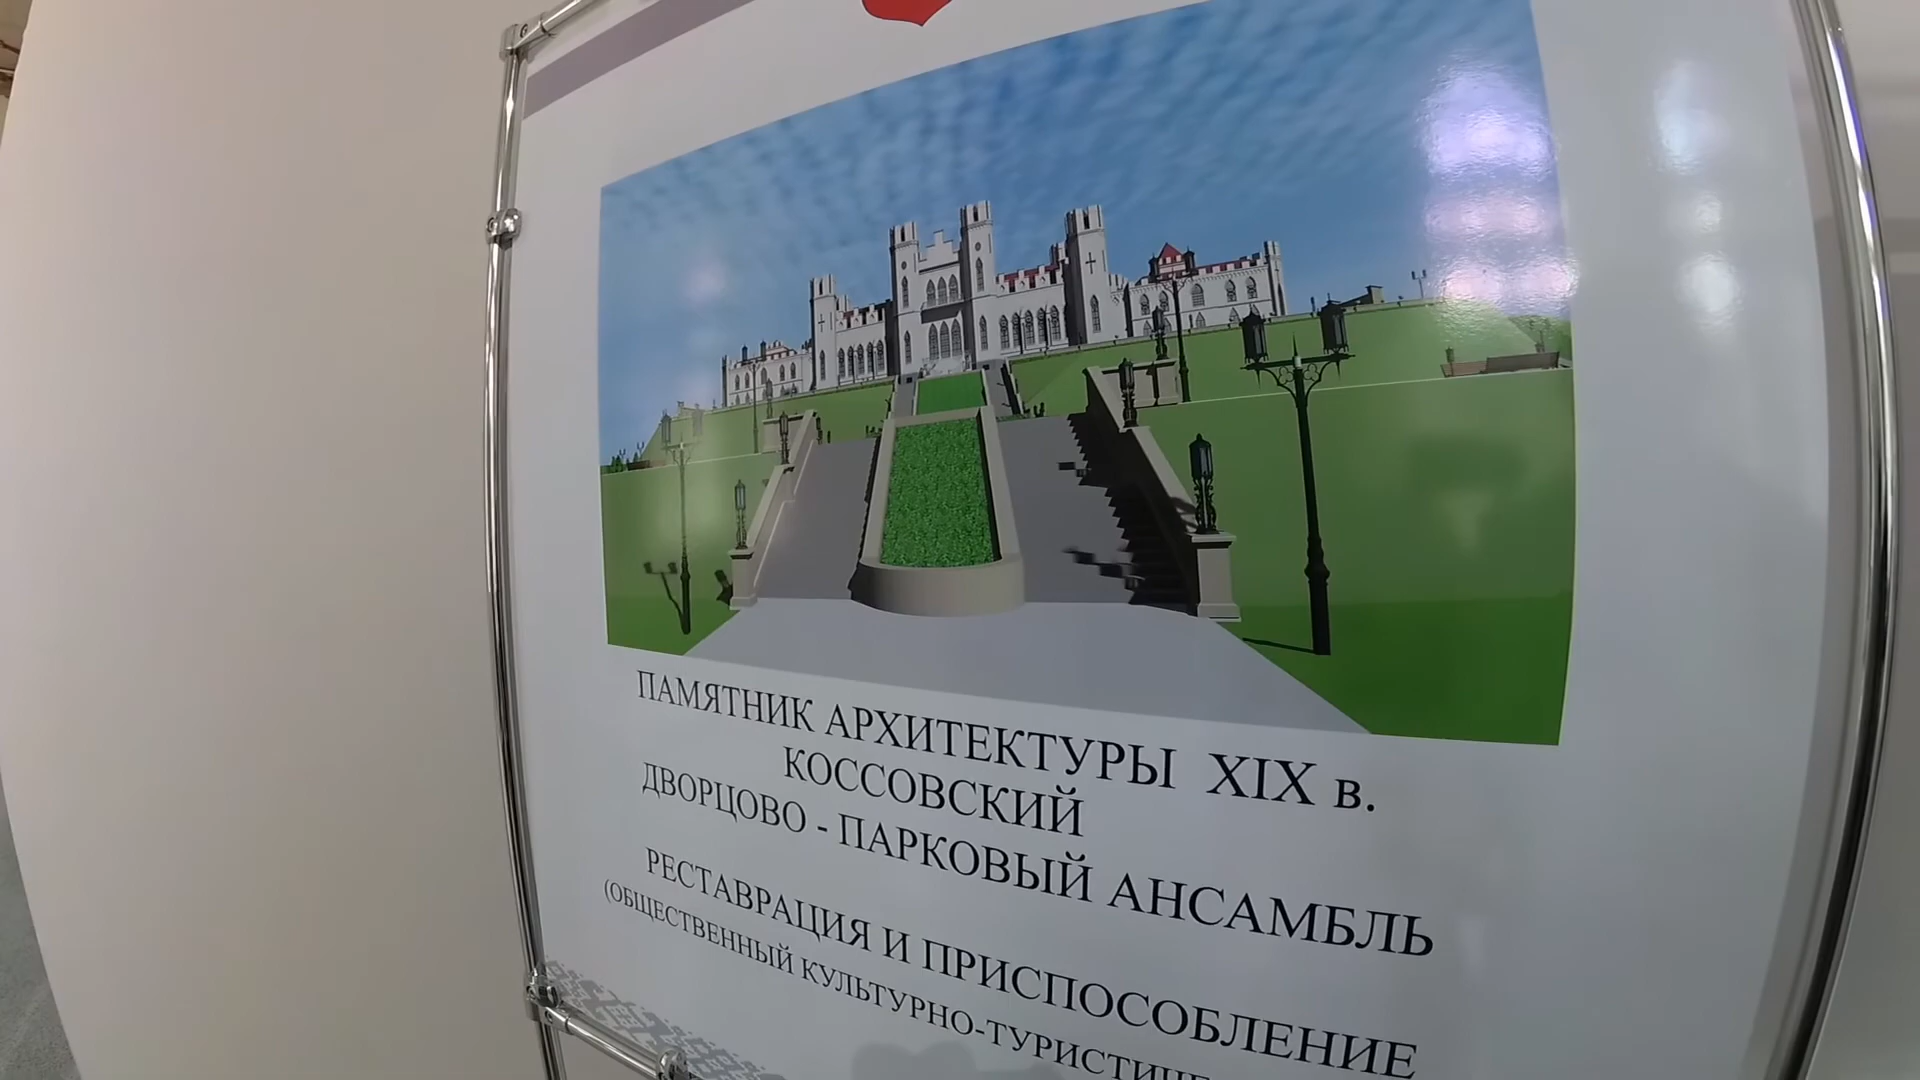 ПАМЯТНИК АРХИТЕКТУРЫ XIX в.
КОССОВСКИЙ
ДВОРЦОВО - ПАРКОВЫЙ АНСАМБЛЬ
РЕСТАВРАЦИЯ И ПРИСПОСОБЛЕНИЕ
(ОБЩЕСТВЕННЫЙ КУЛЬТУРНО-ТУРИСТИЧЕ